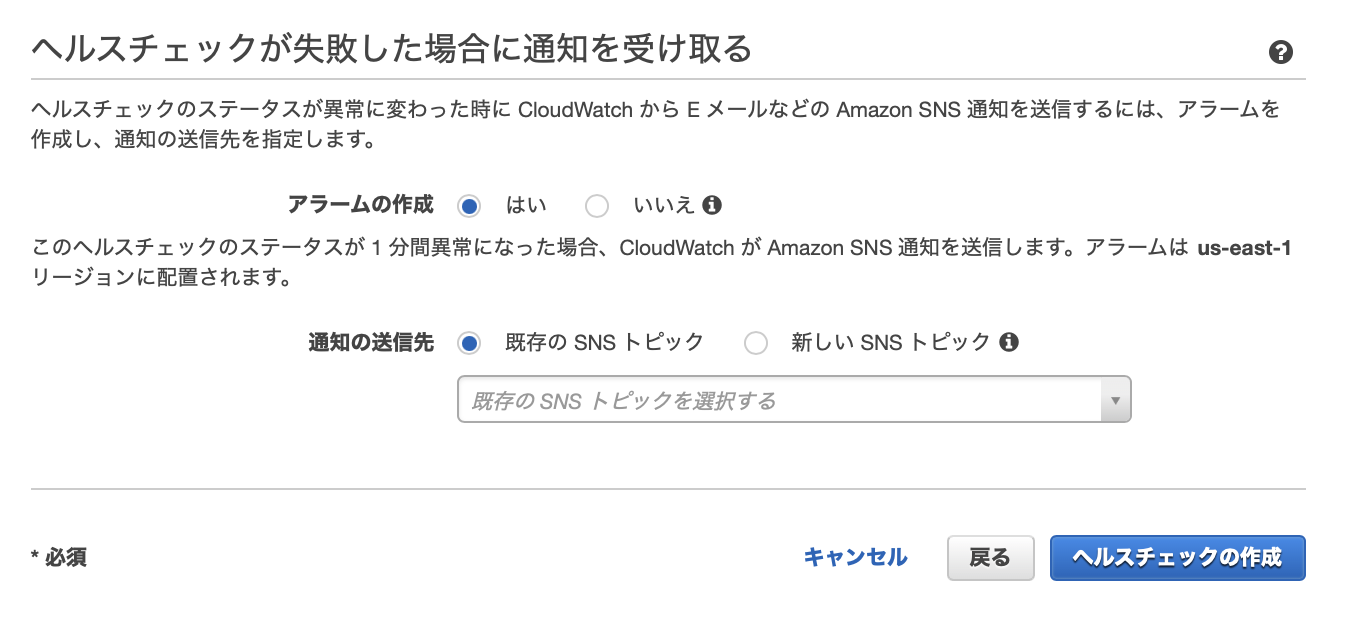 ヘルスチェックが失敗した場合に通知を受け取る
ヘルスチェックのステータスが異常に変わった時に CloudWatch から E メールなどの Amazon SNS 通知を送信するには、アラームを
作成し、通知の送信先を指定します。
アラームの作成 はい いいえ
このヘルスチェックのステータスが 1 分間異常になった場合、CloudWatch が Amazon SNS 通知を送信します。アラームは us-east-1
リージョンに配置されます。
通知の送信先 既存の SNS トピック 新しい SNS トピック
既存の SNS トピックを選択する
* 必須 キャンセル 戻る ヘルスチェックの作成